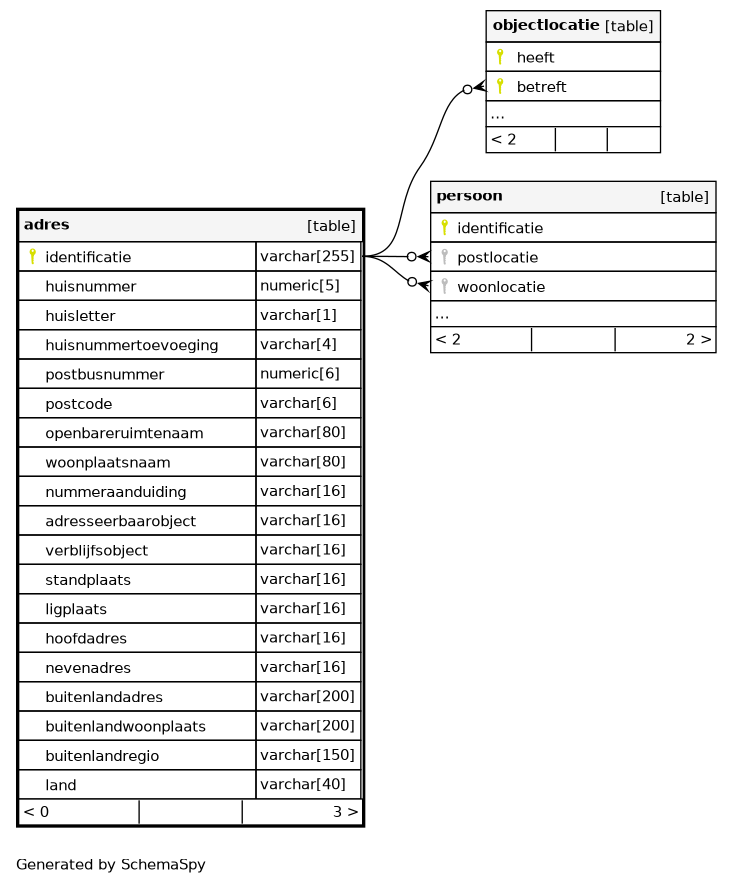 objectlocatie [table]
heeft
betreft
...
< 2
persoon [table]
identificatie
postlocatie
woonlocatie
...
< 2 2 >
adres [table]
identificatie varchar[255]
huisnummer numeric[5]
huisletter varchar[1]
huisnummertoevoeging varchar[4]
postbusnummer numeric[6]
postcode varchar[6]
openbareruimtenaam varchar[80]
woonplaatsnaam varchar[80]
nummeraanduiding varchar[16]
adresseerbaarobject varchar[16]
verblijfsobject varchar[16]
standplaats varchar[16]
ligplaats varchar[16]
hoofdadres varchar[16]
nevenadres varchar[16]
buitenlandadres varchar[200]
buitenlandwoonplaats varchar[200]
buitenlandregio varchar[150]
land varchar[40]
< 0 3 >
Generated by SchemaSpy